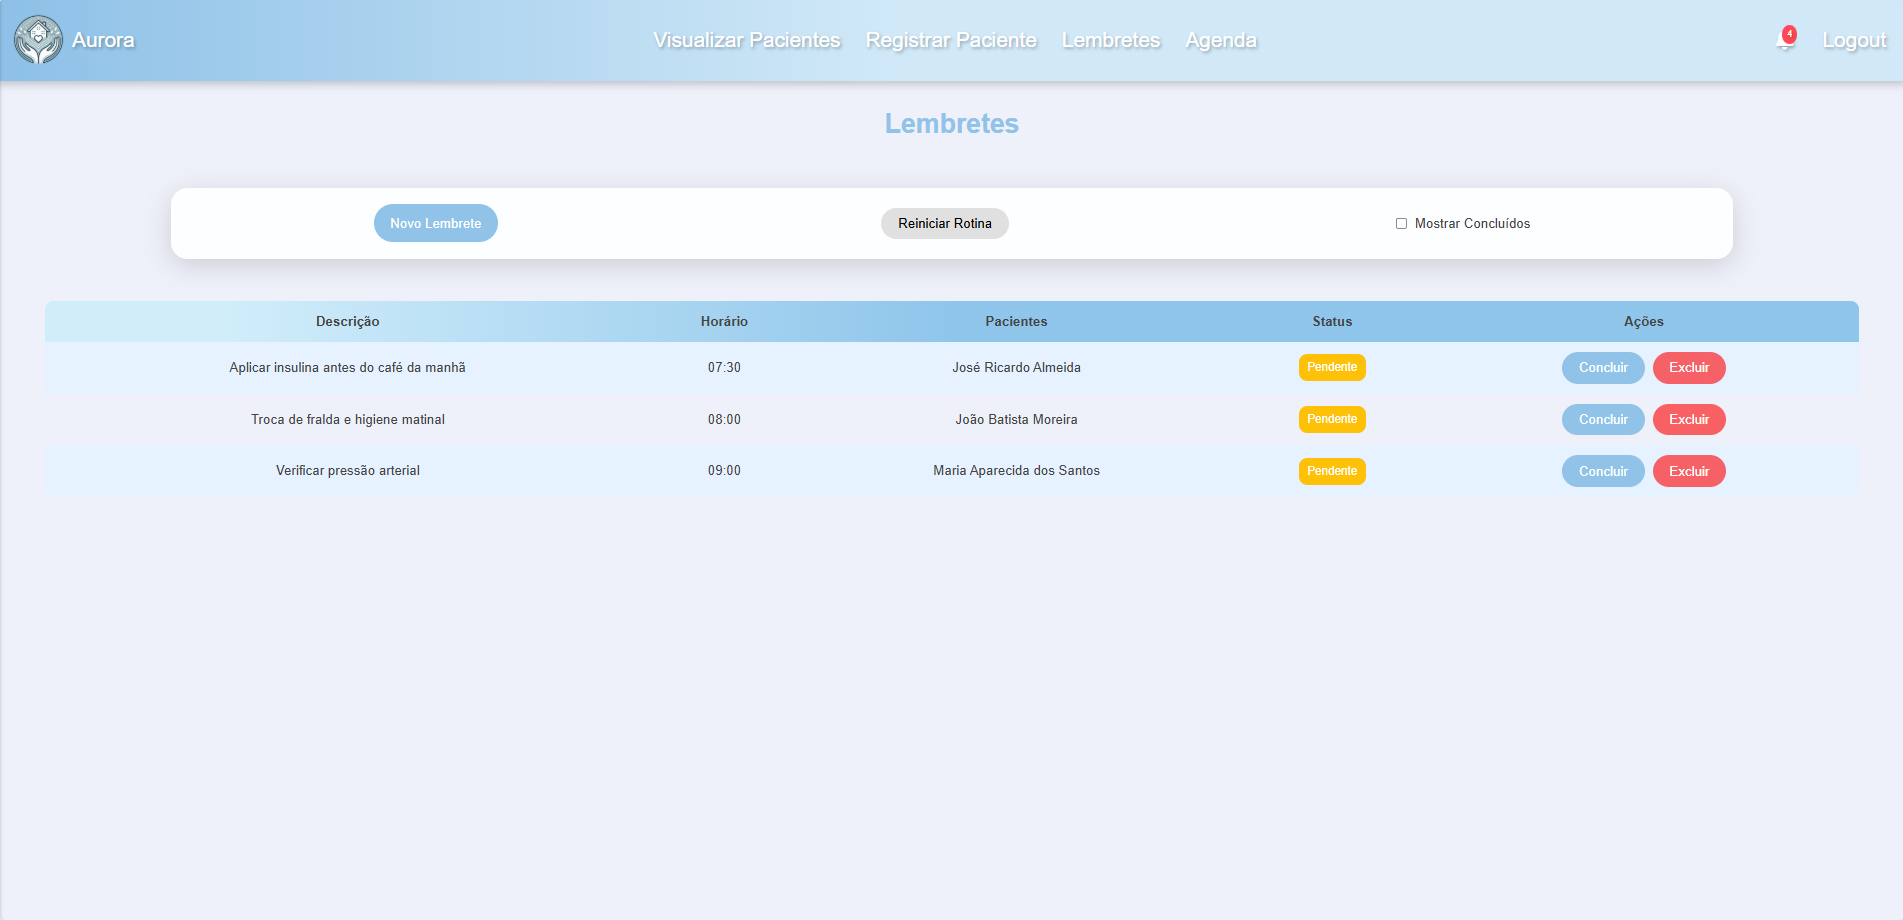 Aurora Visualizar Pacientes Registrar Paciente Lembretes Agenda 4 Logout
Lembretes
Novo Lembrete Reiniciar Rotina Mostrar Concluídos
Descrição Horário Pacientes Status Ações
Aplicar insulina antes do café da manhã 07:30 José Ricardo Almeida Pendente Concluir Excluir
Troca de fralda e higiene matinal 08:00 João Batista Moreira Pendente Concluir Excluir
Verificar pressão arterial 09:00 Maria Aparecida dos Santos Pendente Concluir Excluir